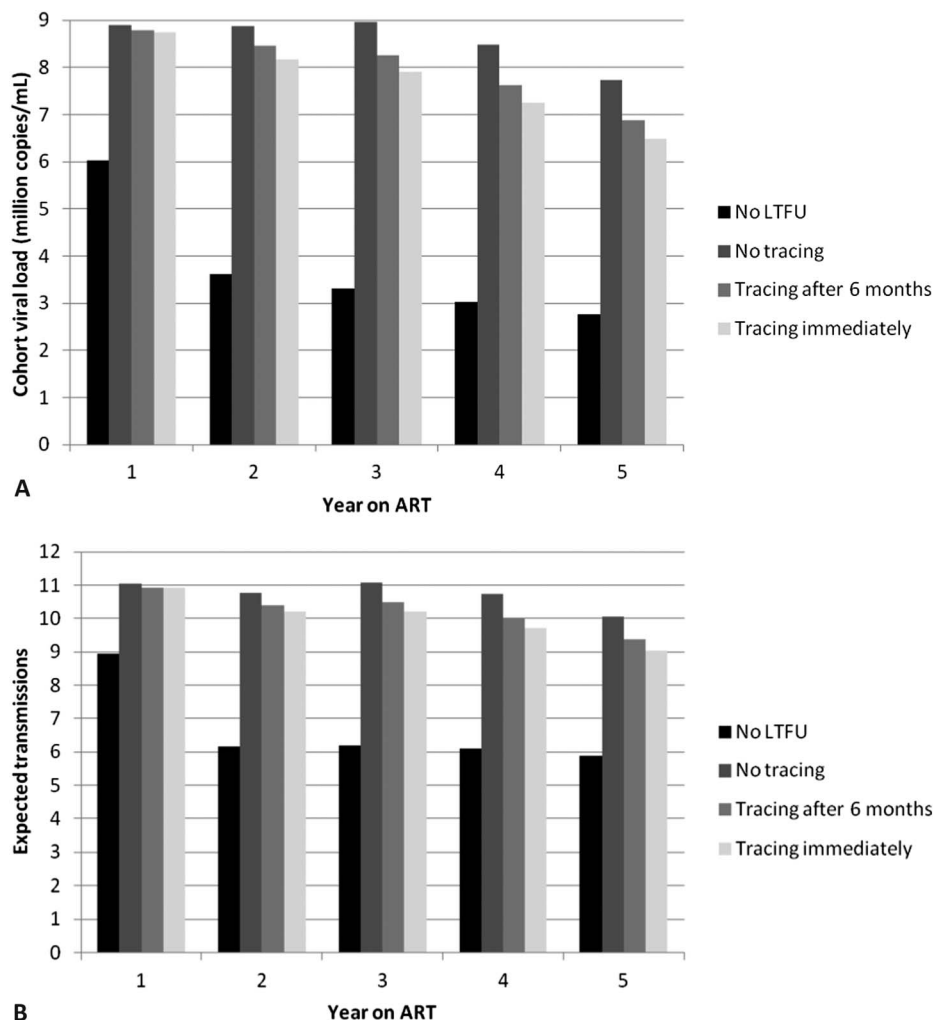 9
8
7
6
5
4
3
2
1
0
Cohort viral load (million copies/mL)
1 2 3 4 5
Year on ART
A
No LTFU
No tracing
Tracing after 6 months
Tracing immediately
12
11
10
9
8
7
6
5
4
3
2
1
0
Expected transmissions
1 2 3 4 5
Year on ART
B
No LTFU
No tracing
Tracing after 6 months
Tracing immediately